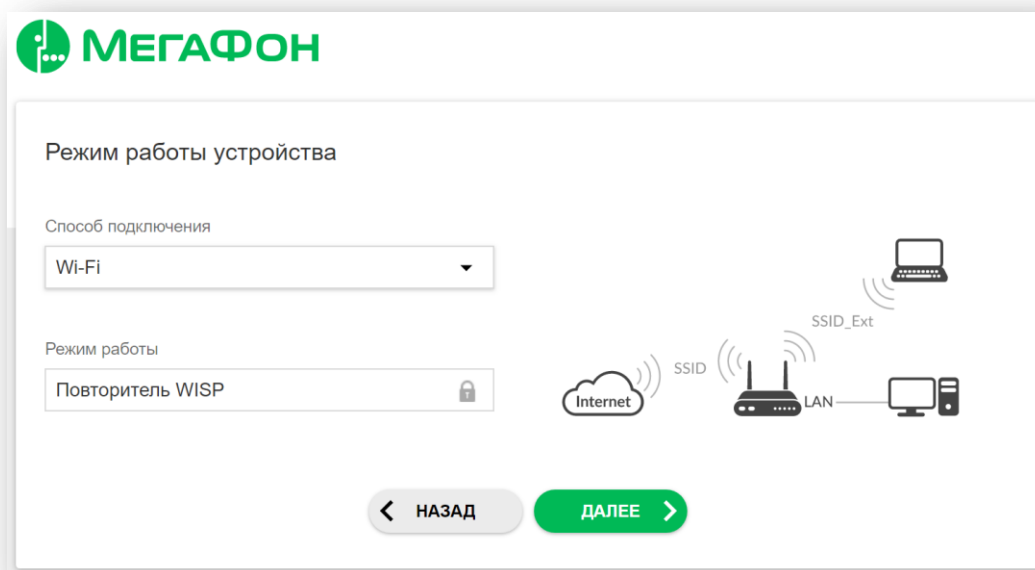 МЕГАФОН
Режим работы устройства
Способ подключения
Wi-Fi
Режим работы
Повторитель WISP
SSID_Ext
SSID
Internet
LAN
НАЗАД
ДАЛЕЕ